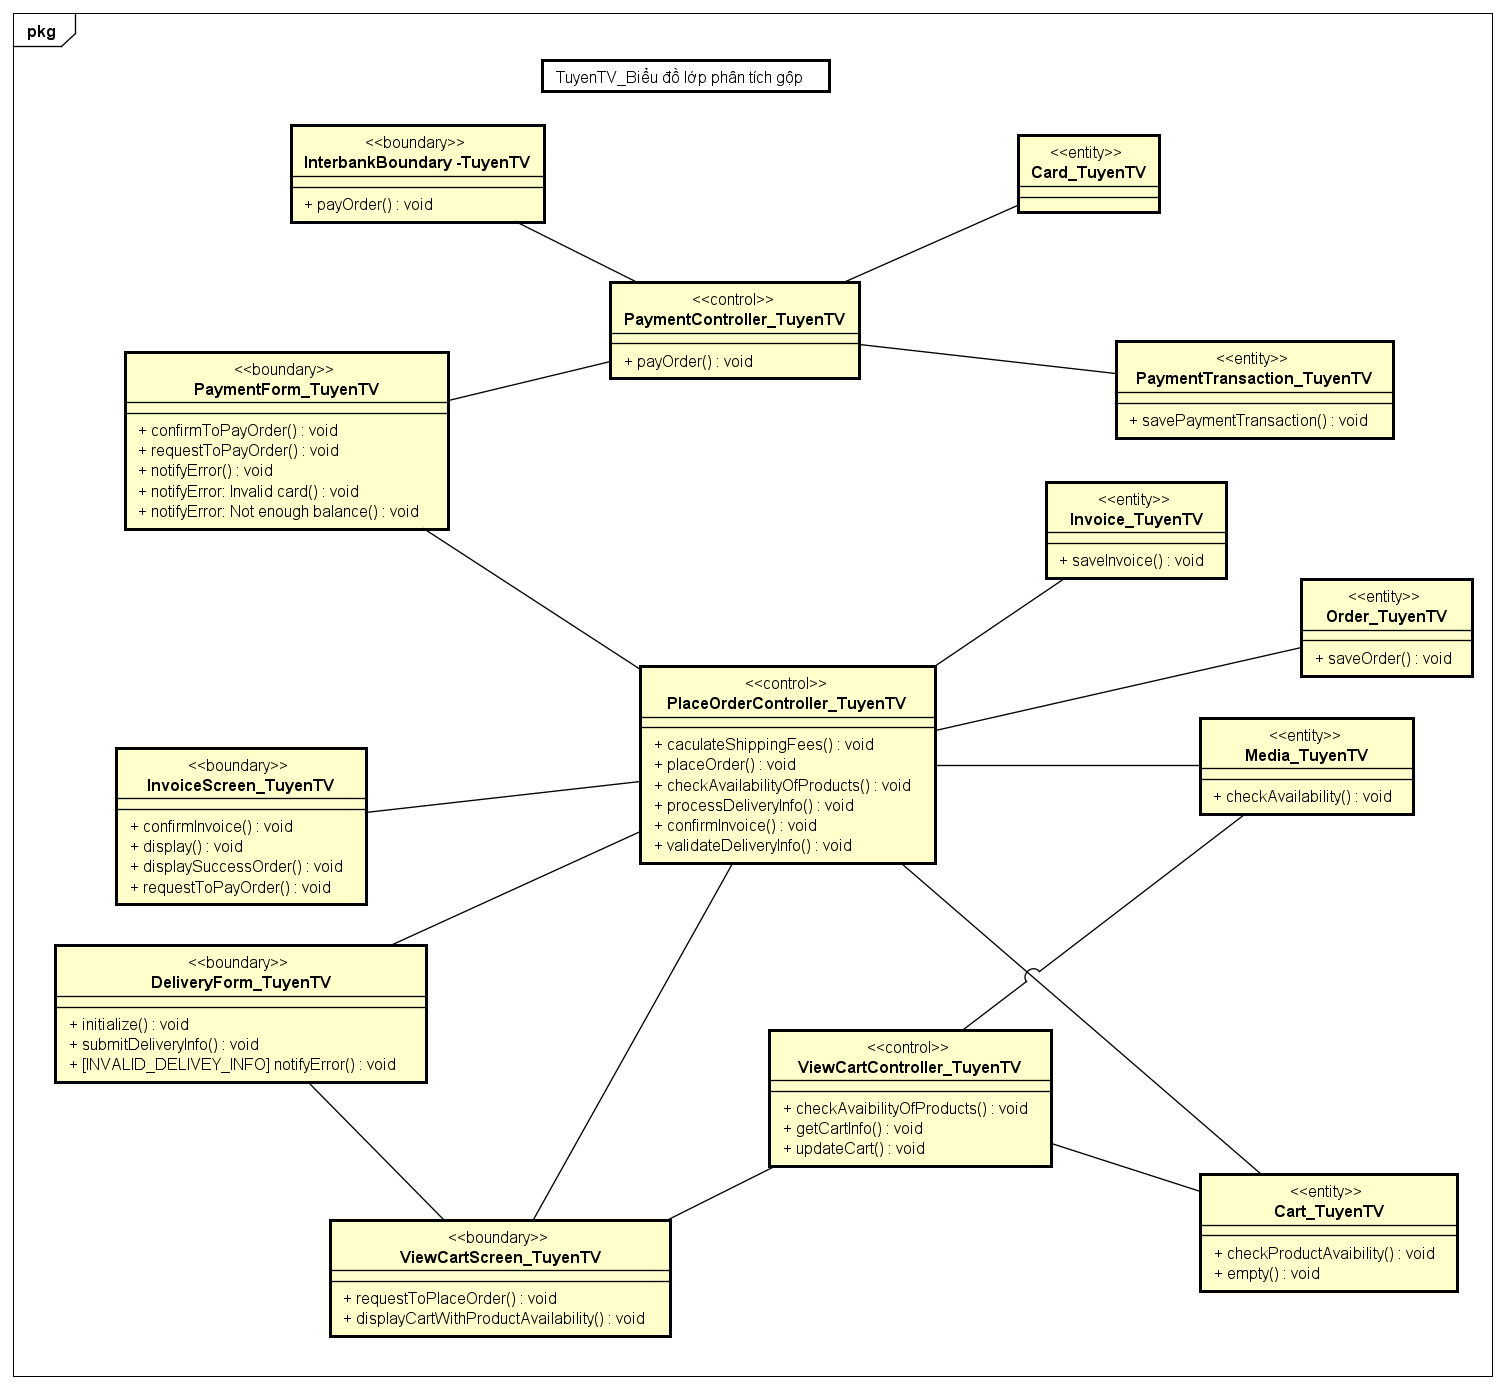 pkg
TuyenTV_Biểu đồ lớp phân tích gộp
<<boundary>>
InterbankBoundary -TuyenTV
+ payOrder() : void
<<entity>>
Card_TuyenTV
<<control>>
PaymentController_TuyenTV
+ payOrder() : void
<<entity>>
PaymentTransaction_TuyenTV
+ savePaymentTransaction() : void
<<boundary>>
PaymentForm_TuyenTV
+ confirmToPayOrder() : void
+ requestToPayOrder() : void
+ notifyError() : void
+ notifyError: Invalid card() : void
+ notifyError: Not enough balance() : void
<<entity>>
Invoice_TuyenTV
+ saveInvoice() : void
<<entity>>
Order_TuyenTV
+ saveOrder() : void
<<control>>
PlaceOrderController_TuyenTV
+ caculateShippingFees() : void
+ placeOrder() : void
+ checkAvailabilityOfProducts() : void
+ processDeliveryInfo() : void
+ confirmInvoice() : void
+ validateDeliveryInfo() : void
<<entity>>
Media_TuyenTV
+ checkAvailability() : void
<<boundary>>
InvoiceScreen_TuyenTV
+ confirmInvoice() : void
+ display() : void
+ displaySuccessOrder() : void
+ requestToPayOrder() : void
<<boundary>>
DeliveryForm_TuyenTV
+ initialize() : void
+ submitDeliveryInfo() : void
+ [INVALID_DELIVEY_INFO] notifyError() : void
<<control>>
ViewCartController_TuyenTV
+ checkAvaibilityOfProducts() : void
+ getCartInfo() : void
+ updateCart() : void
<<entity>>
Cart_TuyenTV
+ checkProductAvaibility() : void
+ empty() : void
<<boundary>>
ViewCartScreen_TuyenTV
+ requestToPlaceOrder() : void
+ displayCartWithProductAvailability() : void